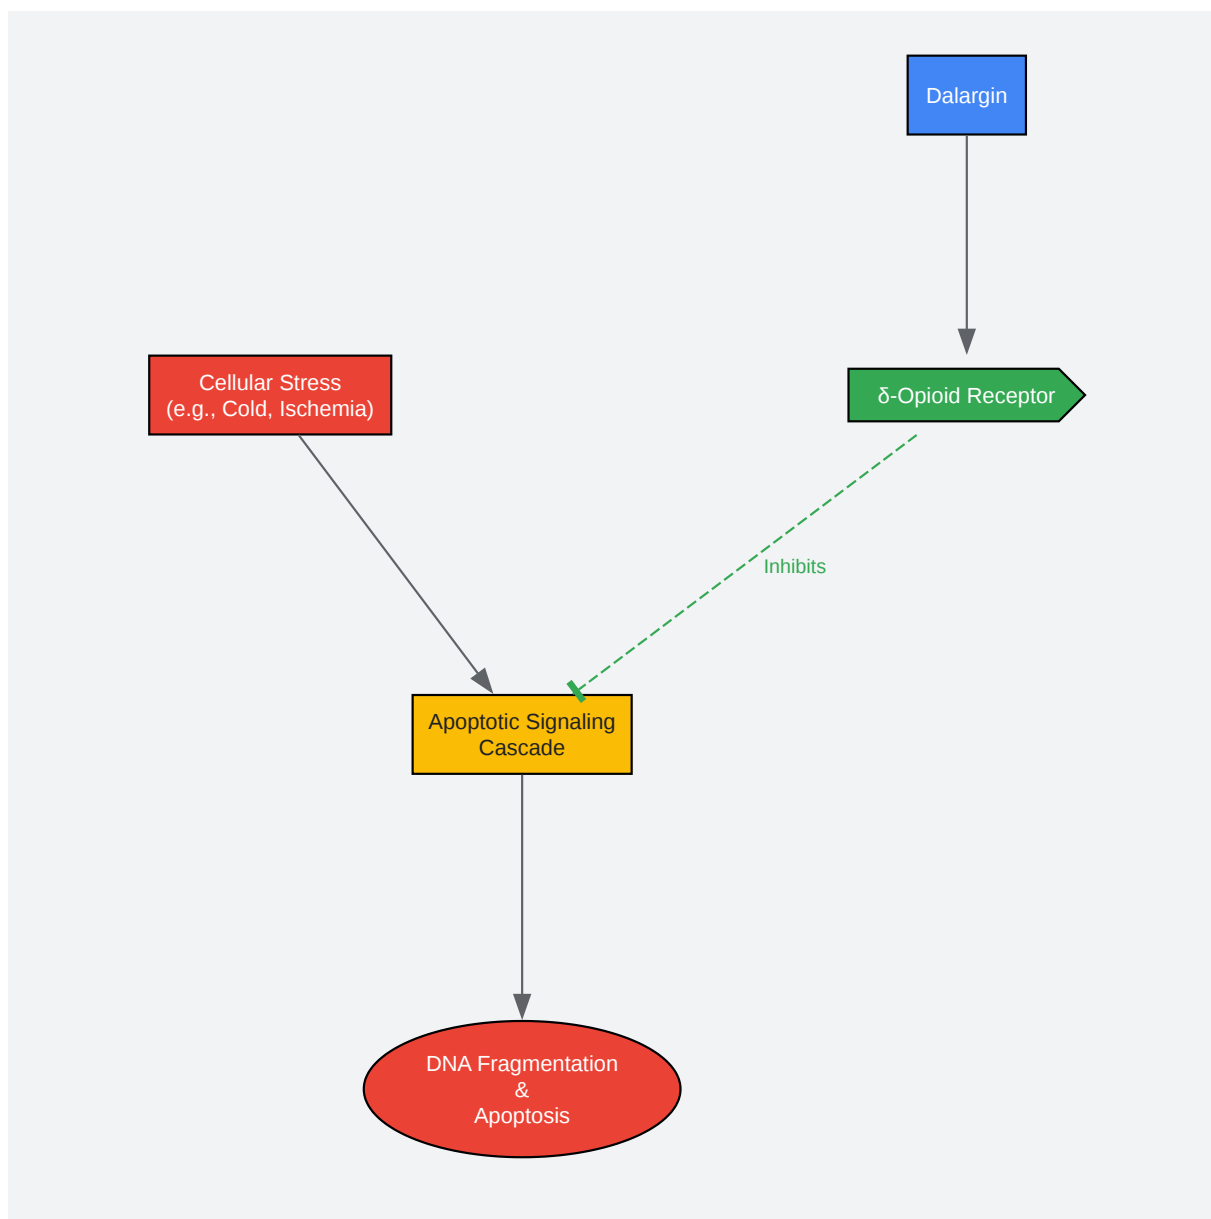 Dalargin
Cellular Stress
(e.g., Cold, Ischemia)
δ-Opioid Receptor
Inhibits
Apoptotic Signaling
Cascade
DNA Fragmentation
&
Apoptosis